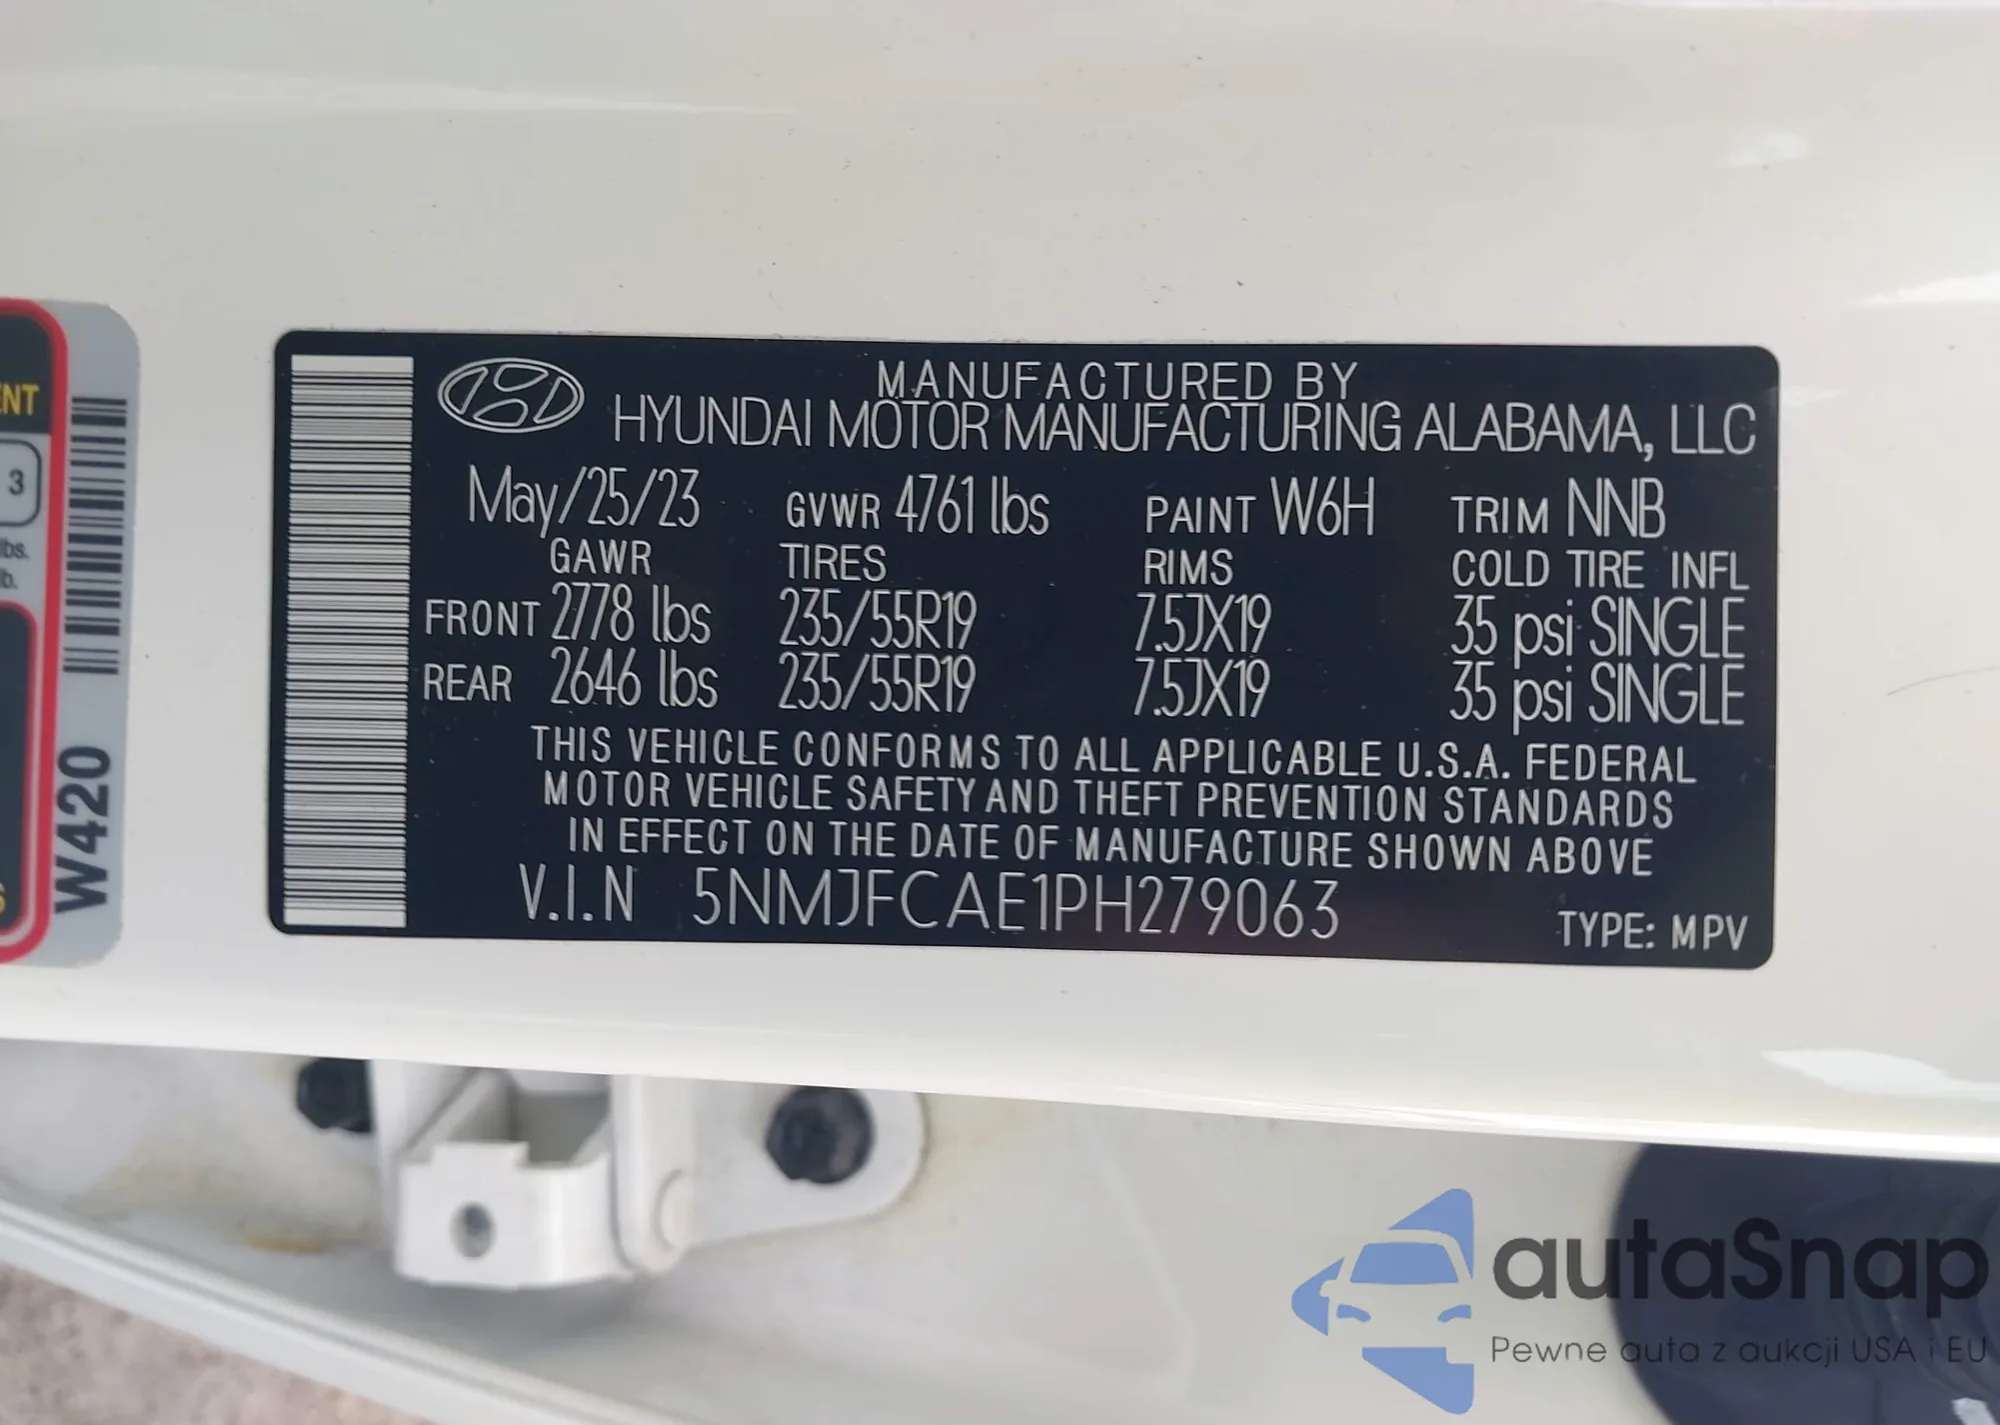 MANUFACTURED BY
HYUNDAI MOTOR MANUFACTURING ALABAMA, LLC
May/25/23 GVWR 4761 lbs PAINT W6H TRIM NNB
GAWR TIRES RIMS COLD TIRE INFL
FRONT 2778 lbs 235/55R19 7.5JX19 35 psi SINGLE
REAR 2646 lbs 235/55R19 7.5JX19 35 psi SINGLE
THIS VEHICLE CONFORMS TO ALL APPLICABLE U.S.A. FEDERAL
MOTOR VEHICLE SAFETY AND THEFT PREVENTION STANDARDS
IN EFFECT ON THE DATE OF MANUFACTURE SHOWN ABOVE
V.I.N 5NMJFCAE1PH279063 TYPE: MPV
ENT
3
lbs.
lb.
S
W420
autaSnap
Pewne auta z aukcji USA i EU